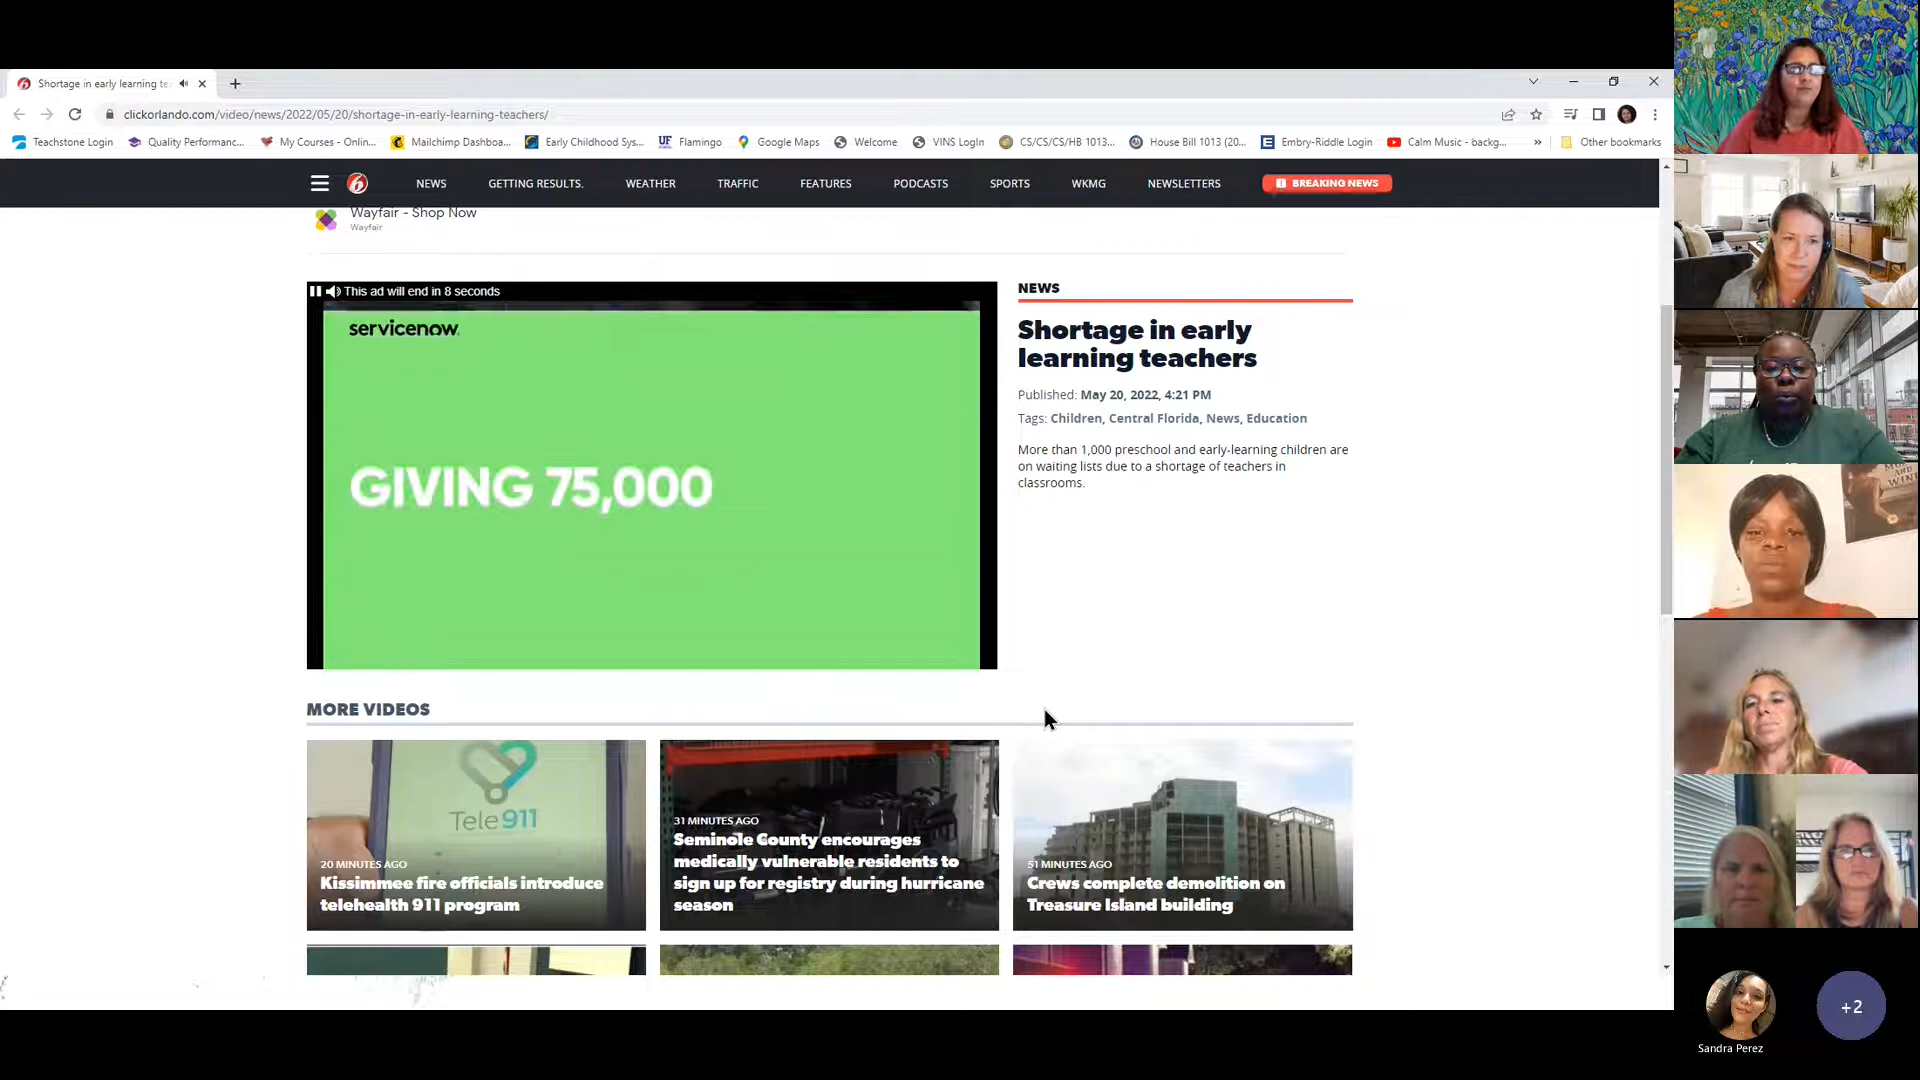 Shortage in early learning te
clickorlando.com/video/news/2022/05/20/shortage-in-early-learning-teachers/
Teachstone Login
Quality Performanc...
My Courses - Onlin...
Mailchimp Dashboa...
Early Childhood Sys...
UF Flamingo
Google Maps
Welcome
VINS LogIn
CS/CS/CS/HB 1013...
House Bill 1013 (20...
E Embry-Riddle Login
Calm Music - backg...
»
Other bookmarks
6
NEWS
GETTING RESULTS.
WEATHER
TRAFFIC
FEATURES
PODCASTS
SPORTS
WKMG
NEWSLETTERS
BREAKING NEWS
Wayfair - Shop Now
Wayfair
This ad will end in 8 seconds
servicenow
GIVING 75,000
NEWS
Shortage in early
learning teachers
Published: May 20, 2022, 4:21 PM
Tags: Children, Central Florida, News, Education
More than 1,000 preschool and early-learning children are
on waiting lists due to a shortage of teachers in
classrooms.
MORE VIDEOS
Tele911
20 MINUTES AGO
Kissimmee fire officials introduce
telehealth 911 program
31 MINUTES AGO
Seminole County encourages
medically vulnerable residents to
sign up for registry during hurricane
season
51 MINUTES AGO
Crews complete demolition on
Treasure Island building
AND
WINE
+2
Sandra Perez